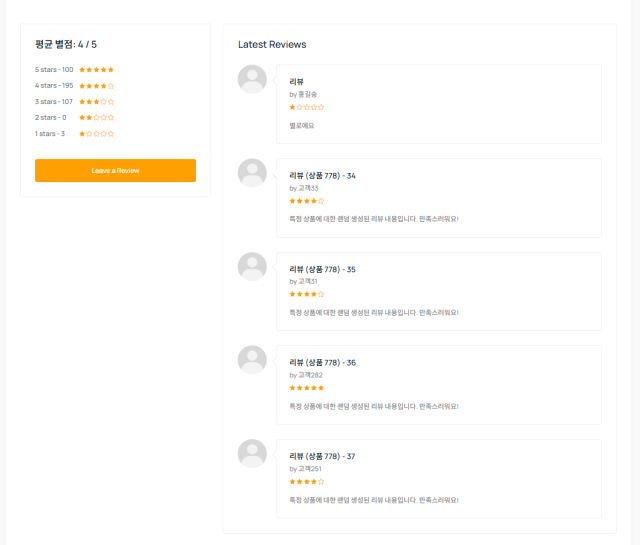 평균 별점: 4 / 5
5 stars - 100
4 stars - 195
3 stars - 107
2 stars - 0
1 stars - 3
Leave a Review
Latest Reviews
리뷰
by 홍길숭
별로에요
리뷰 (상품 778) - 34
by 고객33
특정 상품에 대한 랜덤 생성된 리뷰 내용입니다. 만족스러워요!
리뷰 (상품 778) - 35
by 고객31
특정 상품에 대한 랜덤 생성된 리뷰 내용입니다. 만족스러워요!
리뷰 (상품 778) - 36
by 고객282
특정 상품에 대한 랜덤 생성된 리뷰 내용입니다. 만족스러워요!
리뷰 (상품 778) - 37
by 고객251
특정 상품에 대한 랜덤 생성된 리뷰 내용입니다. 만족스러워요!